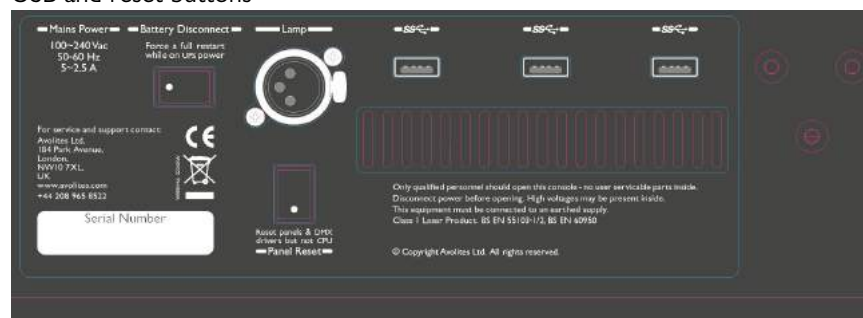 USB and reset buttons
Mains Power
100~240 Vac
50-60 Hz
5~2.5 A
Battery Disconnect
Force a full restart
while on UPS power
Lamp
SS
SS
SS
For service and support contact:
Avolites Ltd.
184 Park Avenue,
London,
NW10 7XL,
UK
www.avolites.com
+44 208 965 8522
CE
Serial Number
Reset panels & DMX
drivers but not CPU
Panel Reset
Only qualified personnel should open this console - no user servicable parts inside.
Disconnect power before opening. High voltages may be present inside.
This equipment must be connected to an earthed supply.
Class 1 Laser Product. BS EN 55103-1/2, BS EN 60950
© Copyright Avolites Ltd. All rights reserved.